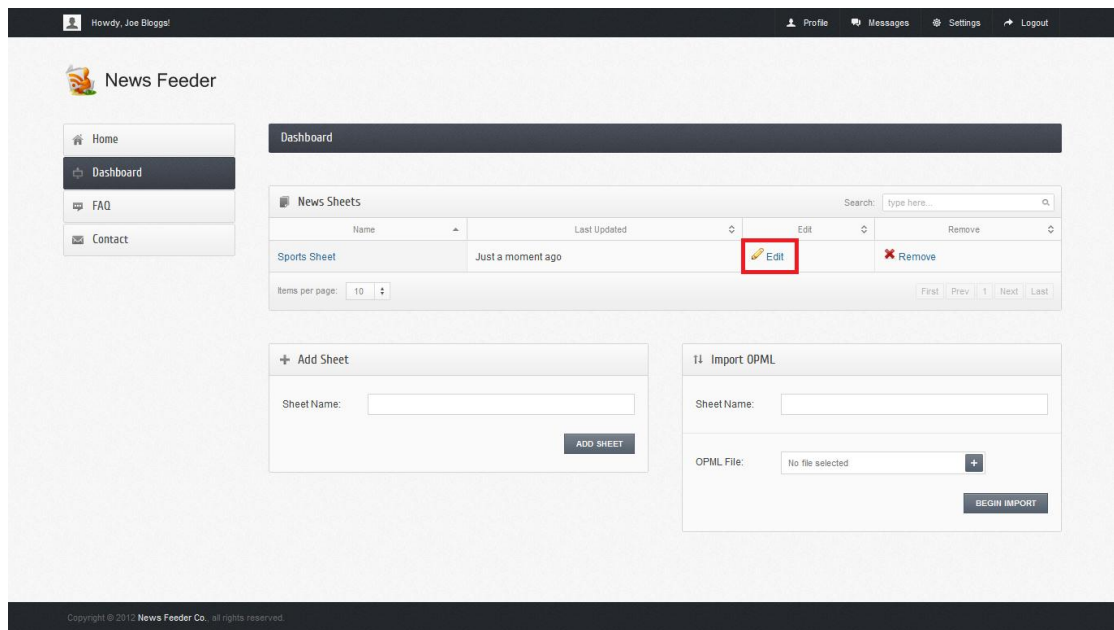 Howdy, Joe Bloggs!
Profile Messages Settings Logout
News Feeder
Home
Dashboard
FAQ
Contact
Dashboard
News Sheets
Search: type here...
Name Last Updated Edit Remove
Sports Sheet Just a moment ago Edit Remove
Items per page: 10
First Prev 1 Next Last
Add Sheet
Sheet Name:
ADD SHEET
Import OPML
Sheet Name:
OPML File: No file selected
BEGIN IMPORT
Copyright © 2012 News Feeder Co., all rights reserved.